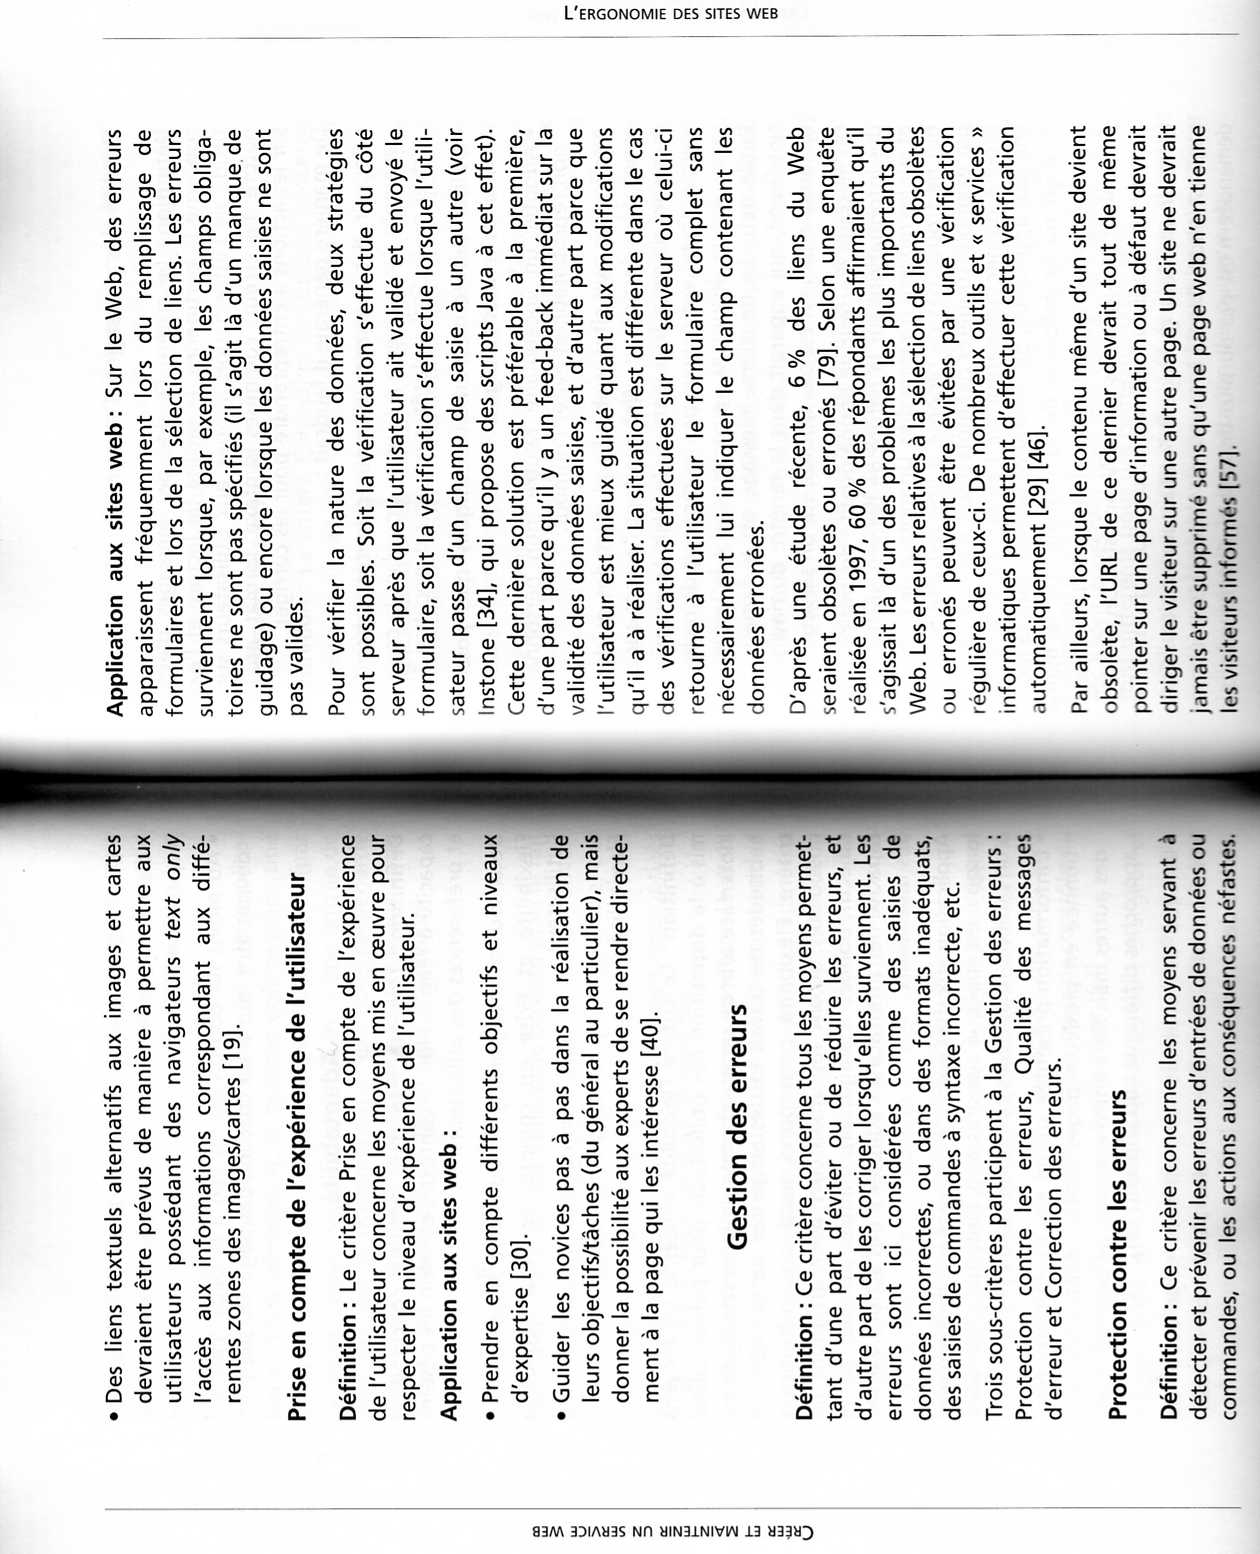 CRÉER ET MAINTENIR UN SERVICE WEB
• Des liens textuels alternatifs aux images et cartes
devraient être prévus de manière à permettre aux
utilisateurs possédant des navigateurs text only
l'accès aux informations correspondant aux diffé-
rentes zones des images/cartes [19].
Prise en compte de l'expérience de l'utilisateur
Définition : Le critère Prise en compte de l'expérience
de l'utilisateur concerne les moyens mis en œuvre pour
respecter le niveau d'expérience de l'utilisateur.
Application aux sites web :
• Prendre en compte différents objectifs et niveaux
d'expertise [30].
• Guider les novices pas à pas dans la réalisation de
leurs objectifs/tâches (du général au particulier), mais
donner la possibilité aux experts de se rendre directe-
ment à la page qui les intéresse [40].
Gestion des erreurs
Définition : Ce critère concerne tous les moyens permet-
tant d'une part d'éviter ou de réduire les erreurs, et
d'autre part de les corriger lorsqu'elles surviennent. Les
erreurs sont ici considérées comme des saisies de
données incorrectes, ou dans des formats inadéquats,
des saisies de commandes à syntaxe incorrecte, etc.
Trois sous-critères participent à la Gestion des erreurs :
Protection contre les erreurs, Qualité des messages
d'erreur et Correction des erreurs.
Protection contre les erreurs
Définition : Ce critère concerne les moyens servant à
détecter et prévenir les erreurs d'entrées de données ou
commandes, ou les actions aux conséquences néfastes.
L'ERGONOMIE DES SITES WEB
Application aux sites web : Sur le Web, des erreurs
apparaissent fréquemment lors du remplissage de
formulaires et lors de la sélection de liens. Les erreurs
surviennent lorsque, par exemple, les champs obliga-
toires ne sont pas spécifiés (il s'agit là d'un manque de
guidage) ou encore lorsque les données saisies ne sont
pas valides.
Pour vérifier la nature des données, deux stratégies
sont possibles. Soit la vérification s'effectue du côté
serveur après que l'utilisateur ait validé et envoyé le
formulaire, soit la vérification s'effectue lorsque l'utili-
sateur passe d'un champ de saisie à un autre (voir
Instone [34], qui propose des scripts Java à cet effet).
Cette dernière solution est préférable à la première,
d'une part parce qu'il y a un feed-back immédiat sur la
validité des données saisies, et d'autre part parce que
l'utilisateur est mieux guidé quant aux modifications
qu'il a à réaliser. La situation est différente dans le cas
des vérifications effectuées sur le serveur où celui-ci
retourne à l'utilisateur le formulaire complet sans
nécessairement lui indiquer le champ contenant les
données erronées.
D'après une étude récente, 6 % des liens du Web
seraient obsolètes ou erronés [79]. Selon une enquête
réalisée en 1997, 60 % des répondants affirmaient qu'il
s'agissait là d'un des problèmes les plus importants du
Web. Les erreurs relatives à la sélection de liens obsolètes
ou erronés peuvent être évitées par une vérification
régulière de ceux-ci. De nombreux outils et « services »
informatiques permettent d'effectuer cette vérification
automatiquement [29] [46].
Par ailleurs, lorsque le contenu même d'un site devient
obsolète, l'URL de ce dernier devrait tout de même
pointer sur une page d'information ou à défaut devrait
diriger le visiteur sur une autre page. Un site ne devrait
jamais être supprimé sans qu'une page web n'en tienne
les visiteurs informés [57].